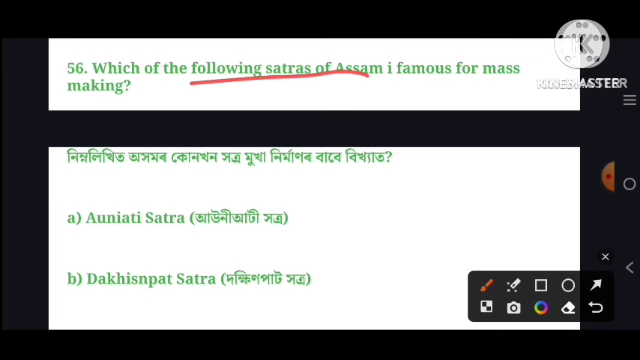 KINEMASTER
56. Which of the following satras of Assam i famous for mass
making?
নিম্নলিখিত অসমৰ কোনখন সত্ৰ মুখা নিৰ্মাণৰ বাবে বিখ্যাত?
a) Auniati Satra (আউনীআটী সত্ৰ)
b) Dakhisnpat Satra (দক্ষিণপাট সত্ৰ)